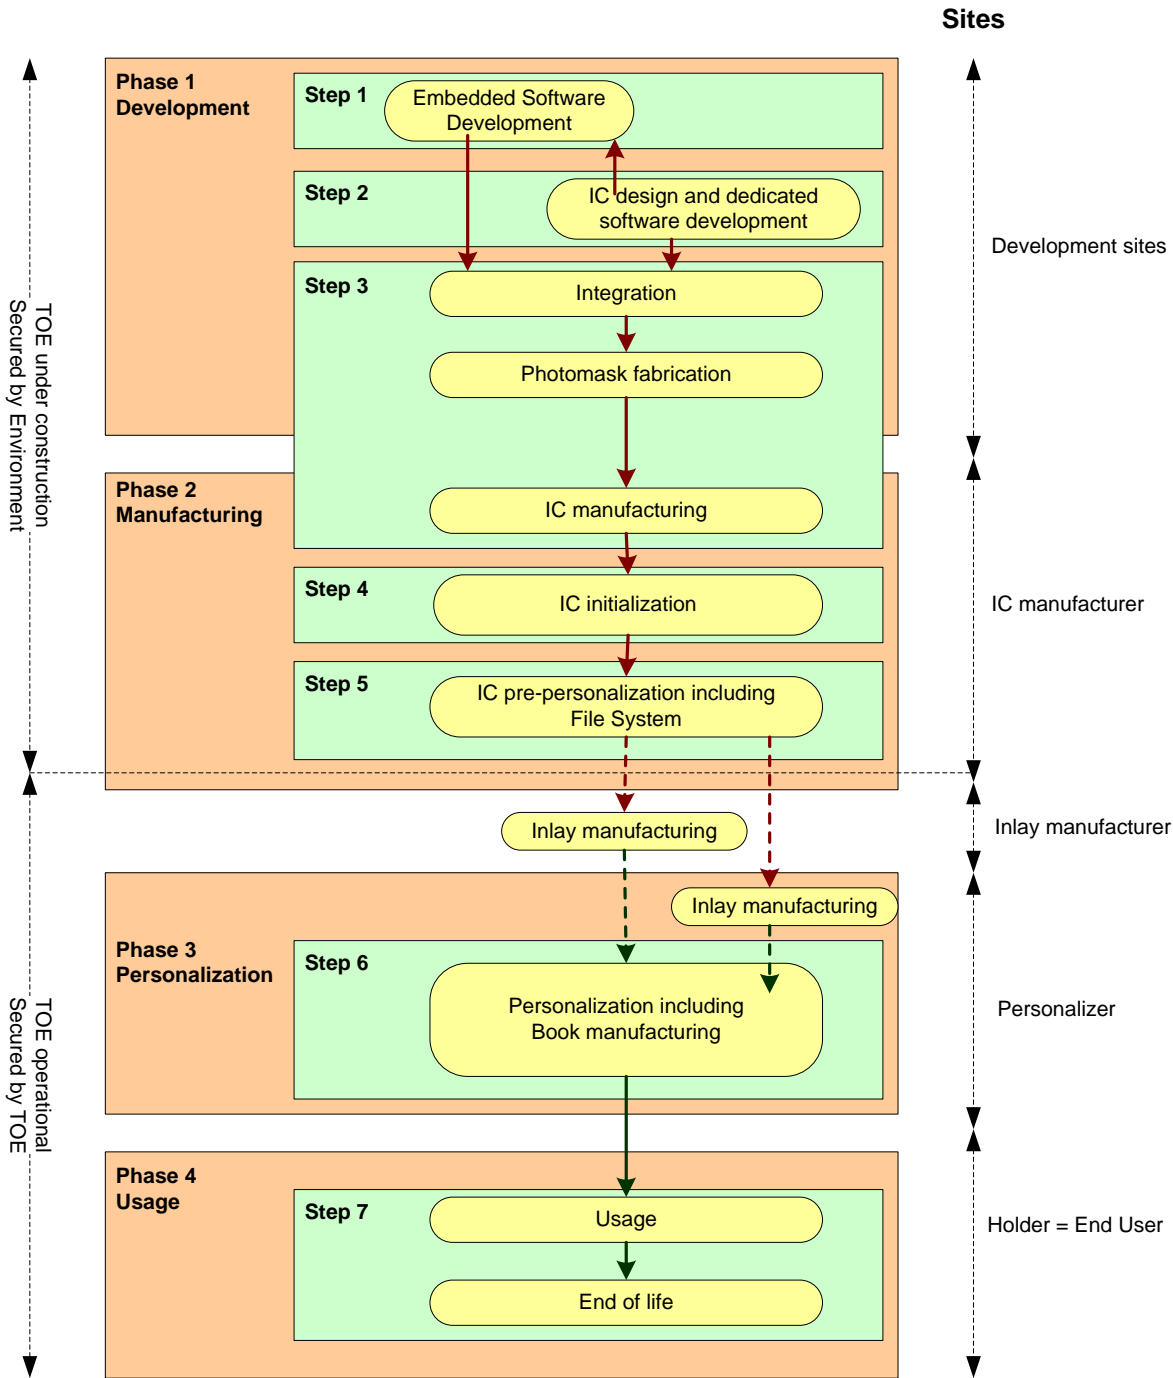 Sites
Phase 1
Development
Step 1
Embedded Software
Development
Step 2
IC design and dedicated
software development
Development sites
Step 3
Integration
Photomask fabrication
TOE under construction
Secured by Environment
Phase 2
Manufacturing
IC manufacturing
Step 4
IC initialization
IC manufacturer
Step 5
IC pre-personalization including
File System
Inlay manufacturing
Inlay manufacturer
Inlay manufacturing
Phase 3
Personalization
Step 6
Personalization including
Book manufacturing
Personalizer
TOE operational
Secured by TOE
Phase 4
Usage
Step 7
Usage
Holder = End User
End of life